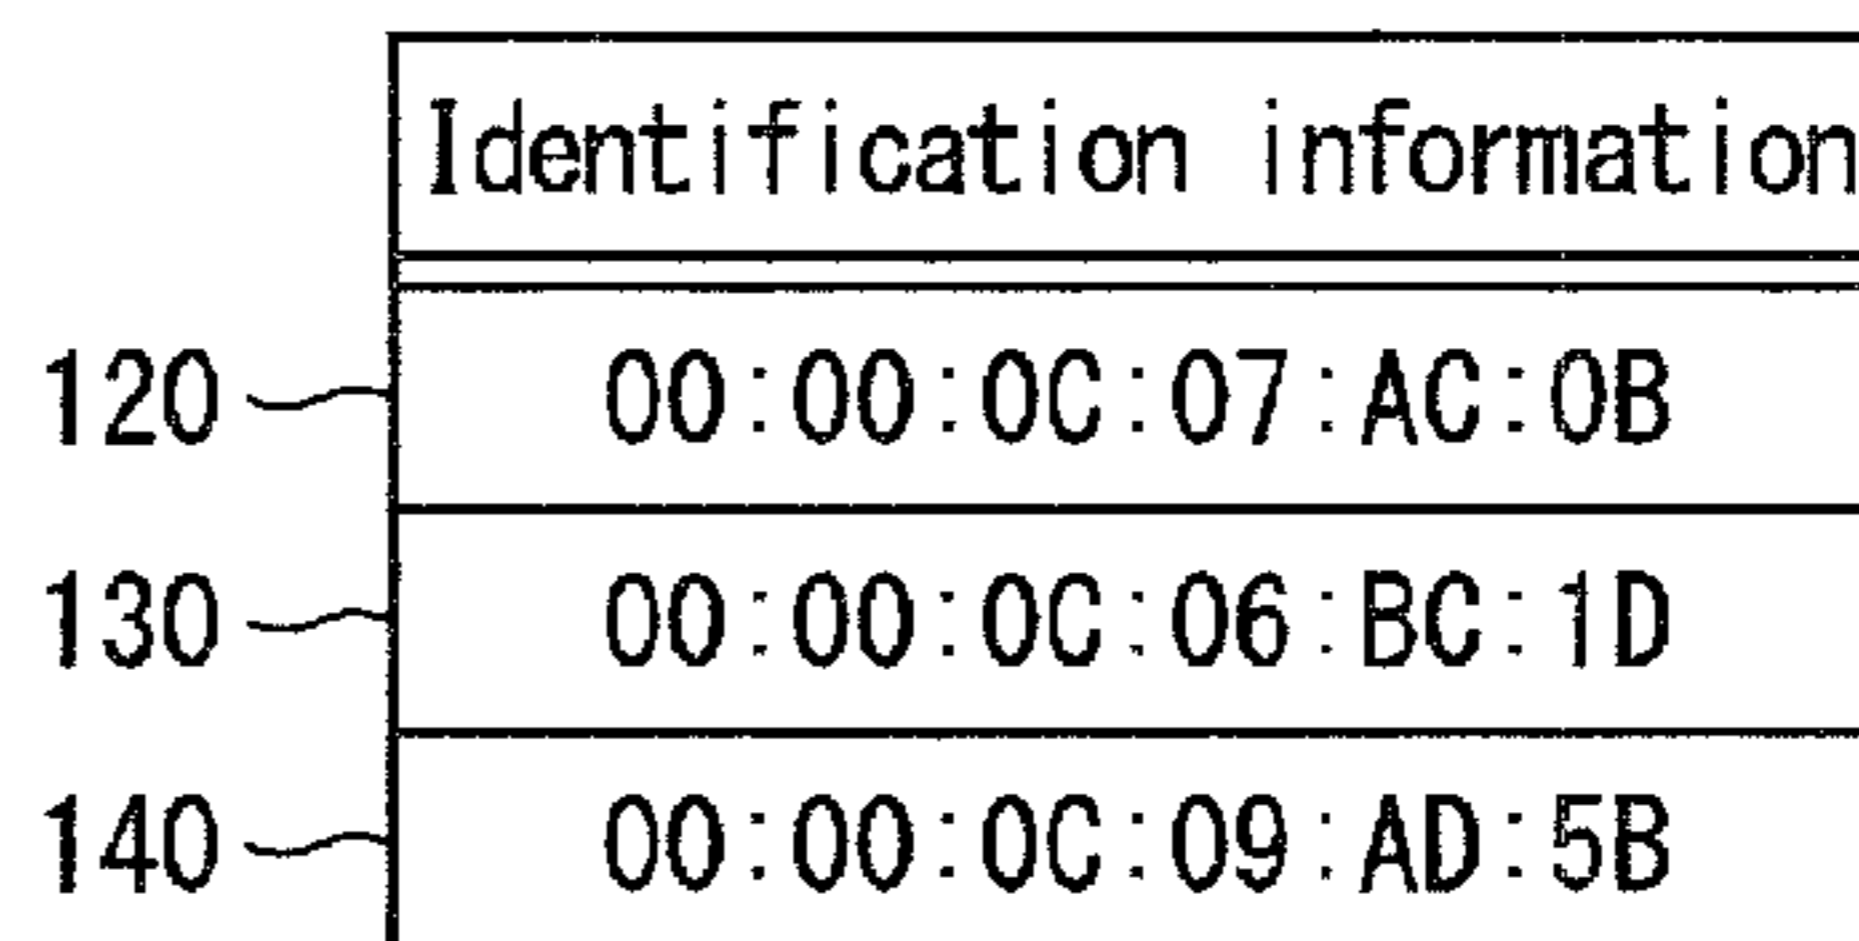 Identification information
120 00:00:0C:07:AC:0B
130 00:00:0C:06:BC:1D
140 00:00:0C:09:AD:5B